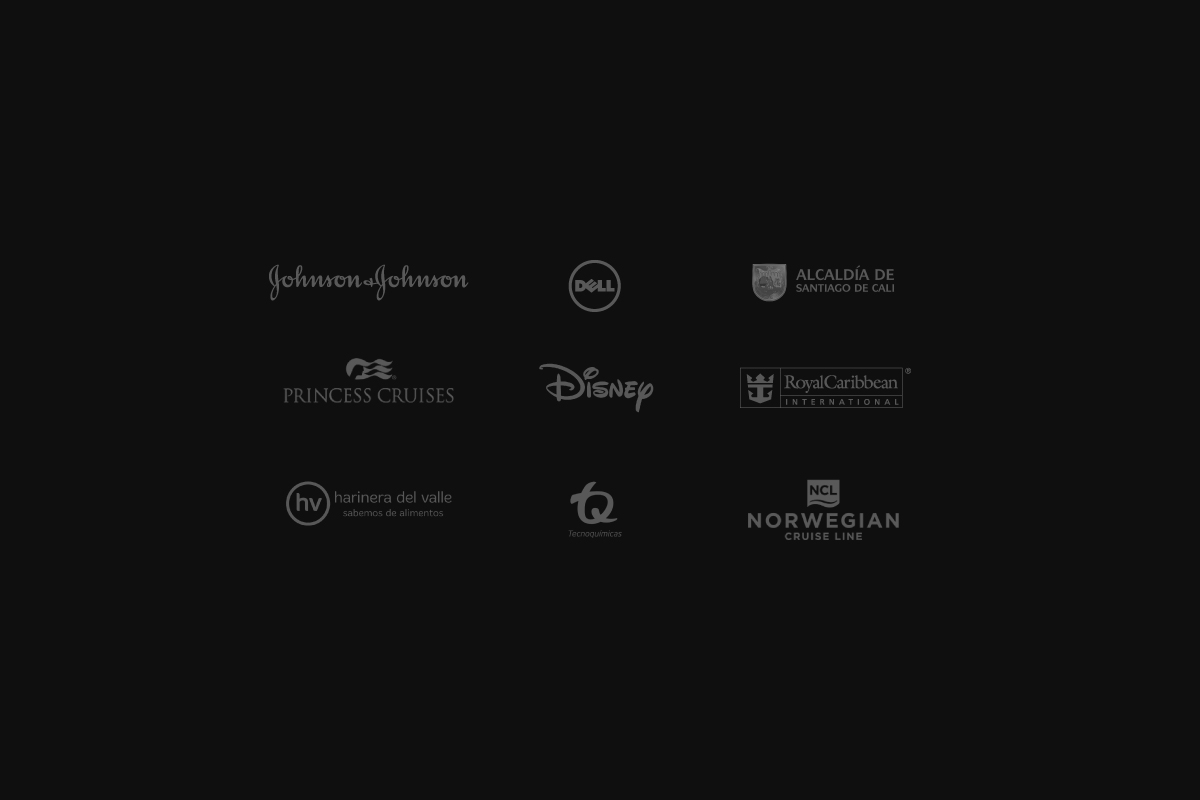 Johnson & Johnson
DELL
ALCALDÍA DE
SANTIAGO DE CALI
PRINCESS CRUISES
®
Disney
RoyalCaribbean
®
INTERNATIONAL
hv
harinera del valle
sabemos de alimentos
TQ
Tecnoquímicas
NCL
NORWEGIAN
CRUISE LINE